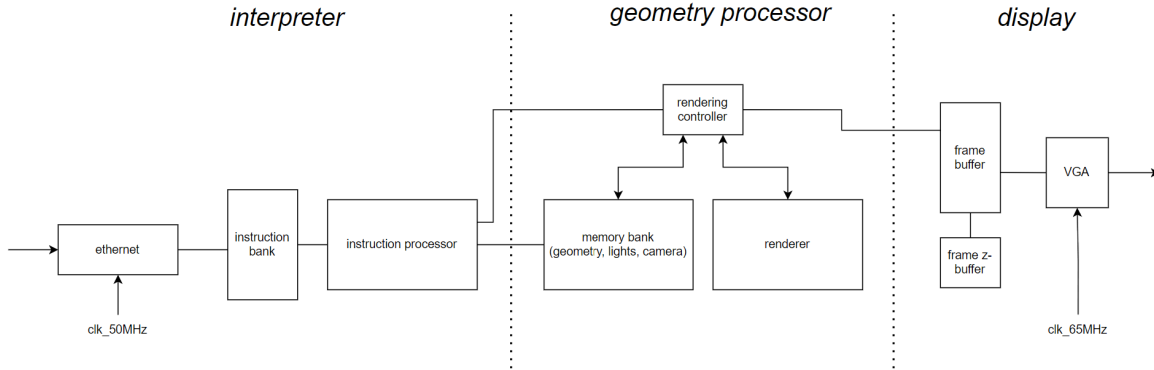 interpreter
geometry processor
display
rendering
controller
frame
buffer
VGA
ethernet
instruction
bank
instruction processor
memory bank
(geometry, lights, camera)
renderer
frame z-
buffer
clk_50MHz
clk_65MHz